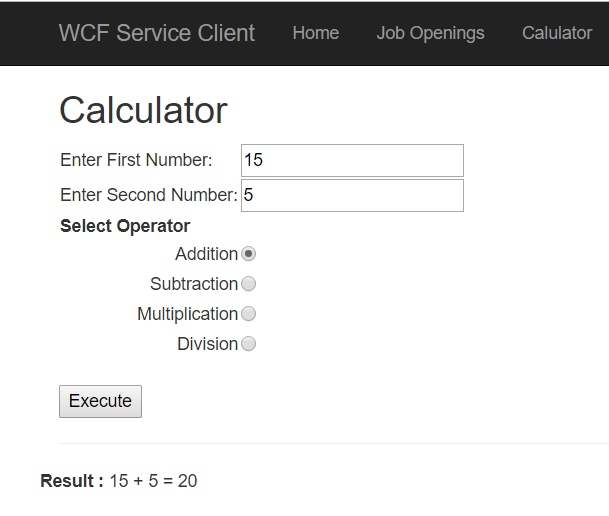 WCF Service Client Home Job Openings Calulator
Calculator
Enter First Number: 15
Enter Second Number: 5
Select Operator
Addition
Subtraction
Multiplication
Division
Execute
Result : 15 + 5 = 20